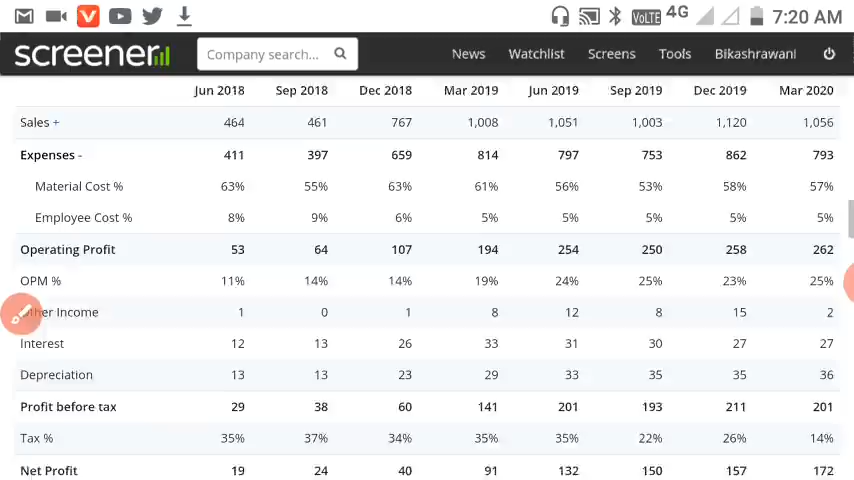 VoLTE 4G 7:20 AM
screener Company search... News Watchlist Screens Tools Bikashrawani
Jun 2018 Sep 2018 Dec 2018 Mar 2019 Jun 2019 Sep 2019 Dec 2019 Mar 2020
Sales + 464 461 767 1,008 1,051 1,003 1,120 1,056
Expenses - 411 397 659 814 797 753 862 793
Material Cost % 63% 55% 63% 61% 56% 53% 58% 57%
Employee Cost % 8% 9% 6% 5% 5% 5% 5% 5%
Operating Profit 53 64 107 194 254 250 258 262
OPM % 11% 14% 14% 19% 24% 25% 23% 25%
Other Income 1 0 1 8 12 8 15 2
Interest 12 13 26 33 31 30 27 27
Depreciation 13 13 23 29 33 35 35 36
Profit before tax 29 38 60 141 201 193 211 201
Tax % 35% 37% 34% 35% 35% 22% 26% 14%
Net Profit 19 24 40 91 132 150 157 172